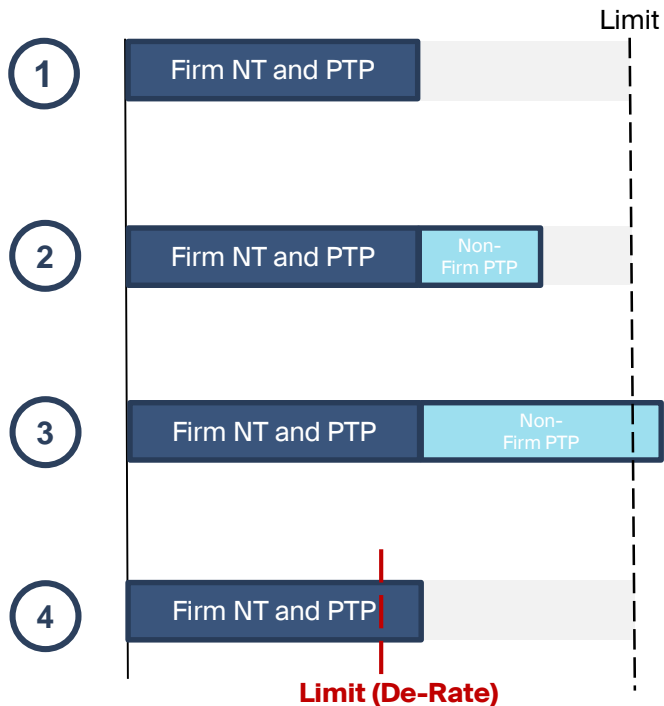 Limit
1
Firm NT and PTP
2
Firm NT and PTP
Non-
Firm PTP
3
Firm NT and PTP
Non-
Firm PTP
4
Firm NT and PTP
Limit (De-Rate)